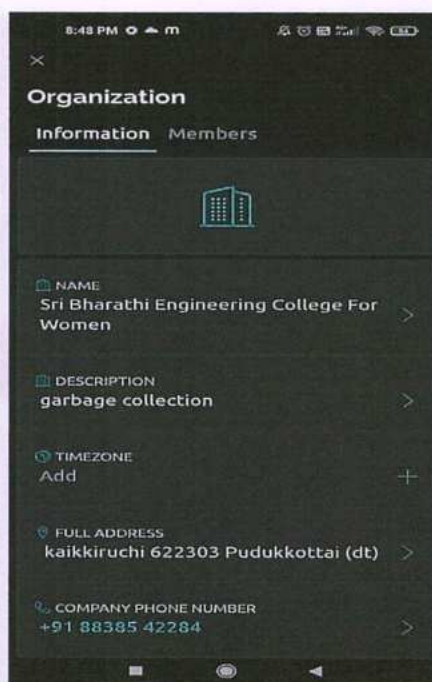 8:48 PM
84
Organization
Information Members
NAME
Sri Bharathi Engineering College For
Women
DESCRIPTION
garbage collection
TIMEZONE
Add
FULL ADDRESS
kaikkiruchi 622303 Pudukkottai (dt)
COMPANY PHONE NUMBER
+91 88385 42284